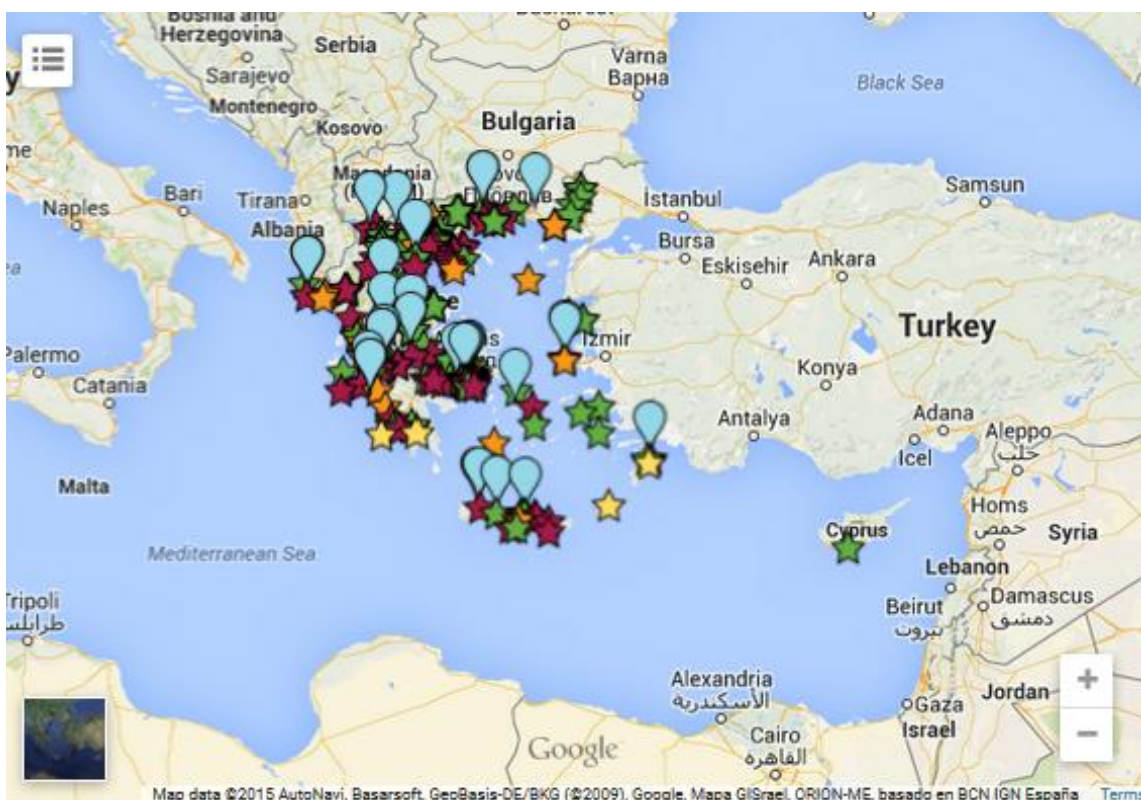 Bosnia and
Herzegovina
Serbia
Sarajevo
Montenegro
Kosovo
Varna
Варна
Black Sea
Bulgaria
Bari
Tirana
Naples
Albania
İstanbul
Samsun
Bursa
Eskisehir
Ankara
Turkey
Izmir
Konya
Palermo
Catania
Antalya
Adana
Icel
Aleppo
حلب
Malta
Homs
حمص
Syria
Cyprus
Mediterranean Sea
Lebanon
Beirut
بيروت
Damascus
دمشق
Tripoli
طرابلس
Alexandria
الأسكندرية
Gaza
Israel
Jordan
Cairo
القاهرة
Google
Map data ©2015 AutoNavi, Basarsoft, GeoBasis-DE/BKG (©2009), Google, Mapa GISrael, ORION-ME, basado en BCN IGN España Terms